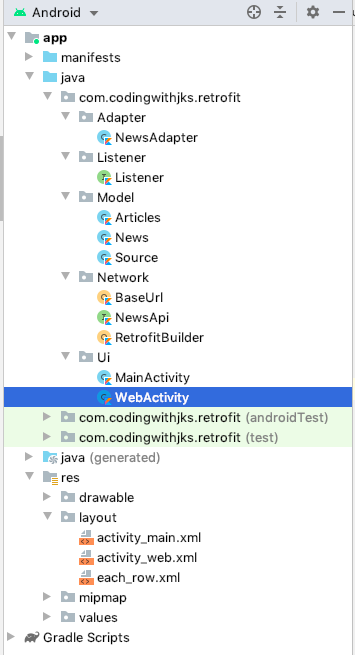 Android
app
manifests
java
com.codingwithjks.retrofit
Adapter
NewsAdapter
Listener
Listener
Model
Articles
News
Source
Network
BaseUrl
NewsApi
RetrofitBuilder
Ui
MainActivity
WebActivity
com.codingwithjks.retrofit (androidTest)
com.codingwithjks.retrofit (test)
java (generated)
res
drawable
layout
activity_main.xml
activity_web.xml
each_row.xml
mipmap
values
Gradle Scripts